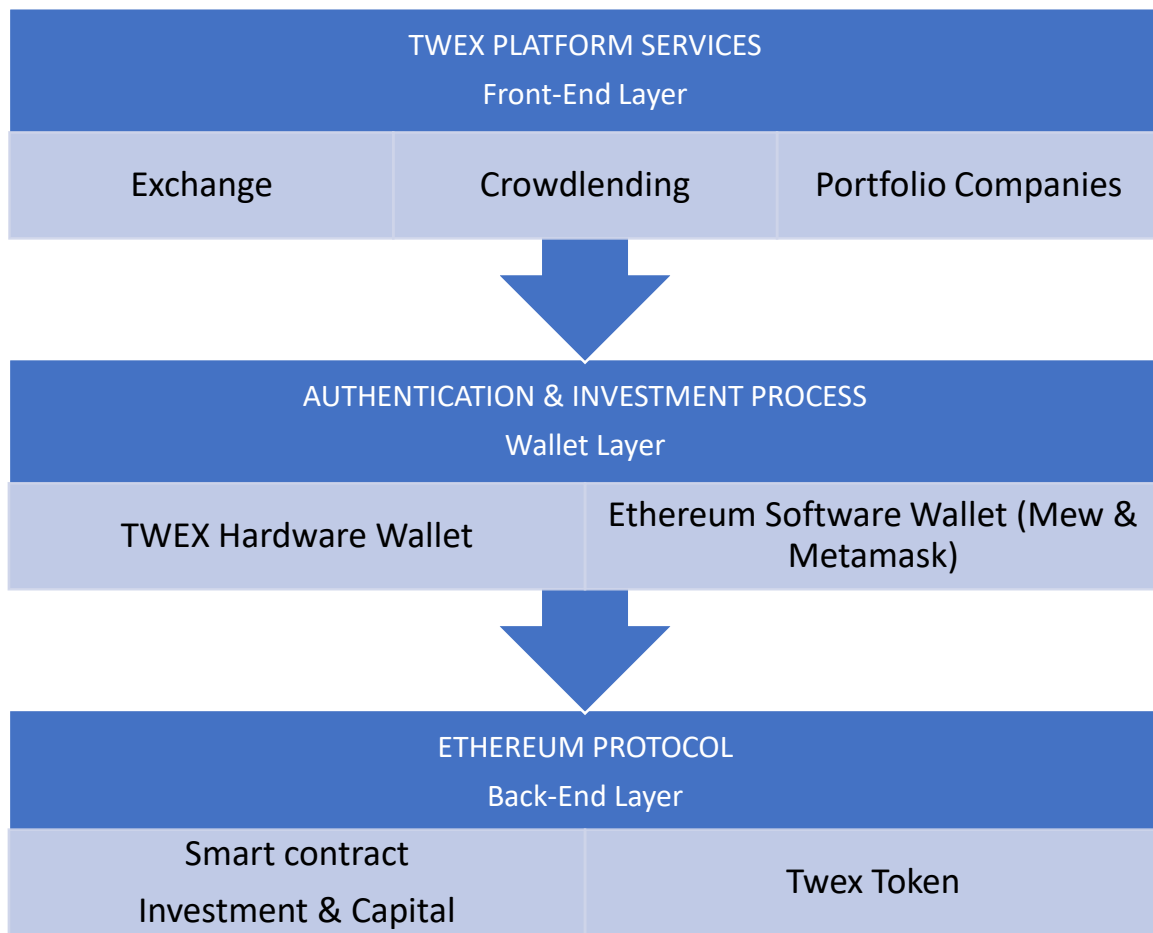 TWEX PLATFORM SERVICES
Front-End Layer
Exchange
Crowdlending
Portfolio Companies
AUTHENTICATION & INVESTMENT PROCESS
Wallet Layer
TWEX Hardware Wallet
Ethereum Software Wallet (Mew &
Metamask)
ETHEREUM PROTOCOL
Back-End Layer
Smart contract
Investment & Capital
Twex Token